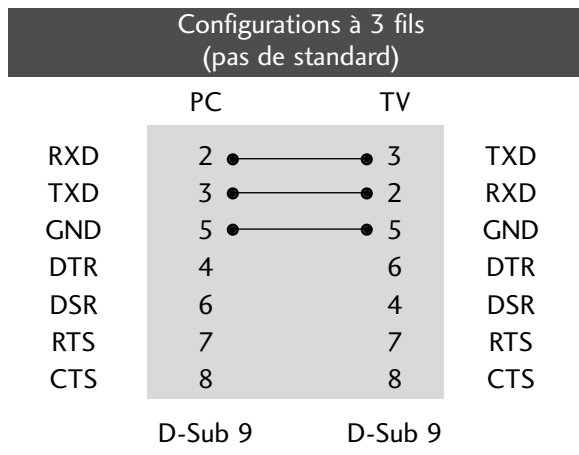 Configurations à 3 fils
(pas de standard)
PC TV
RXD 2 3 TXD
TXD 3 2 RXD
GND 5 5 GND
DTR 4 6 DTR
DSR 6 4 DSR
RTS 7 7 RTS
CTS 8 8 CTS
D-Sub 9 D-Sub 9